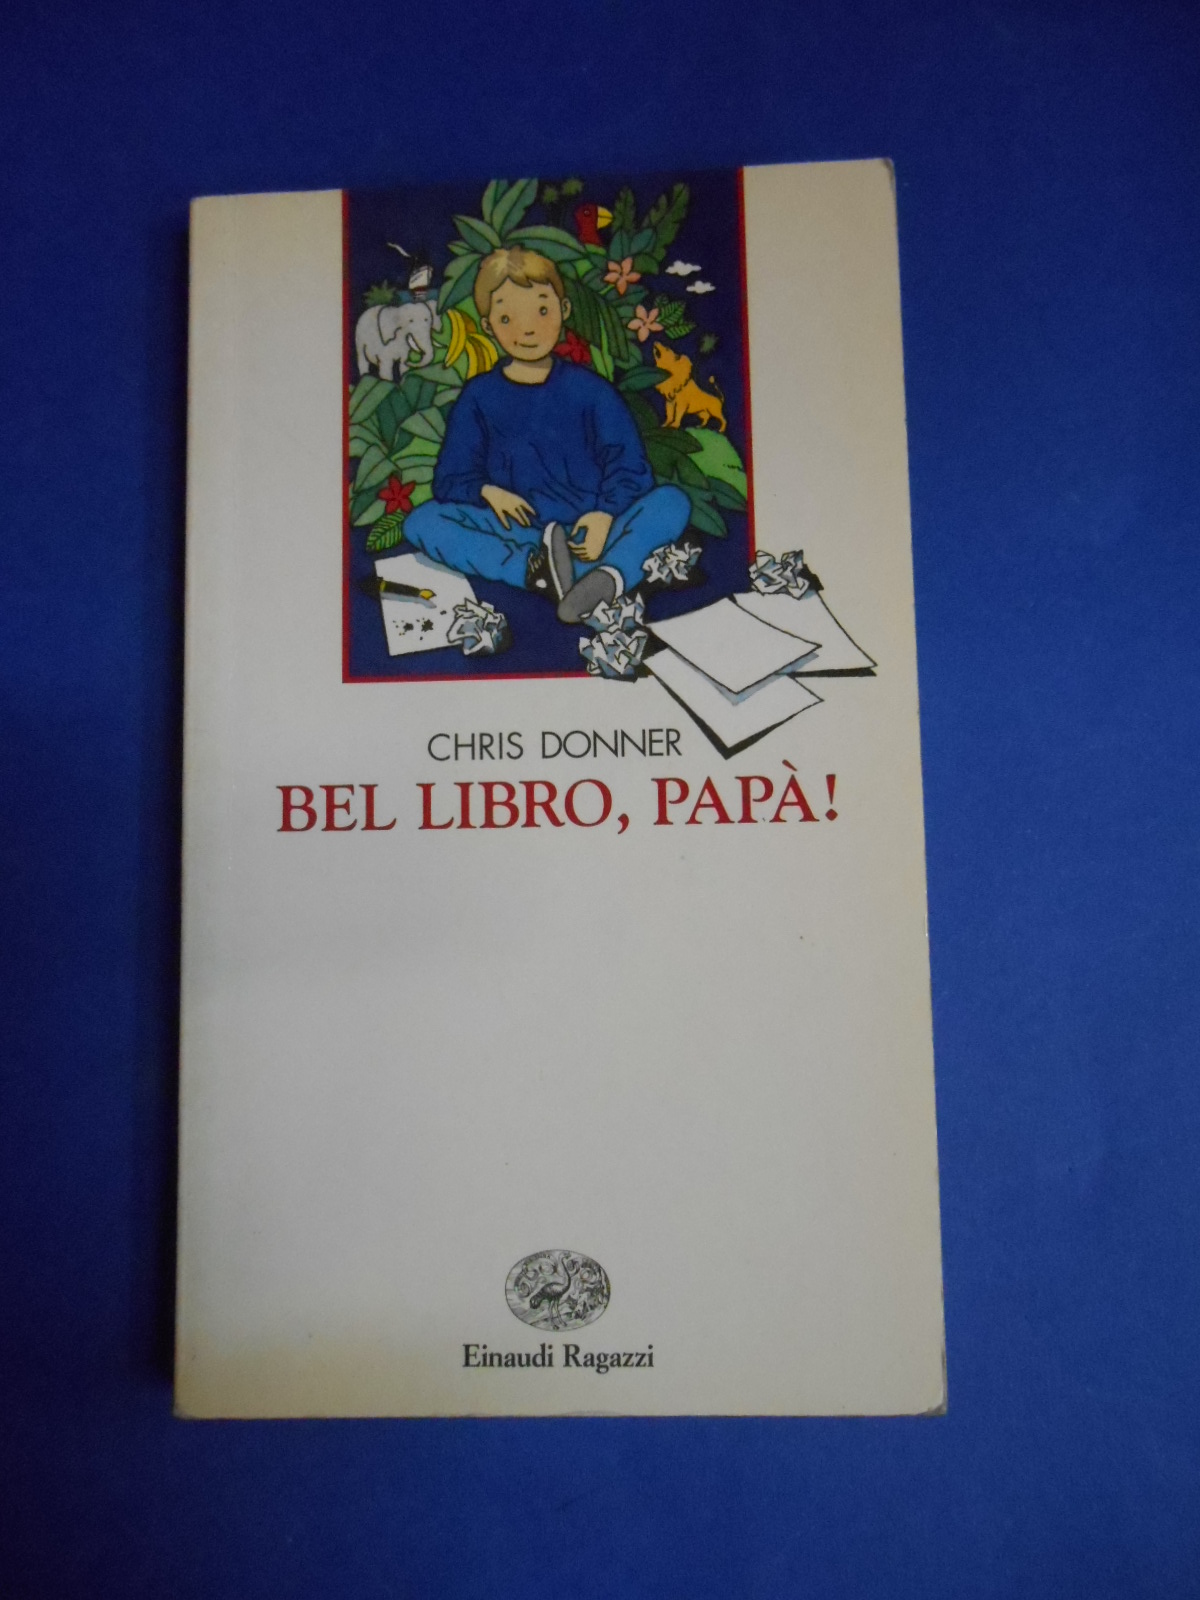 CHRIS DONNER
BEL LIBRO, PAPÀ!
Einaudi Ragazzi